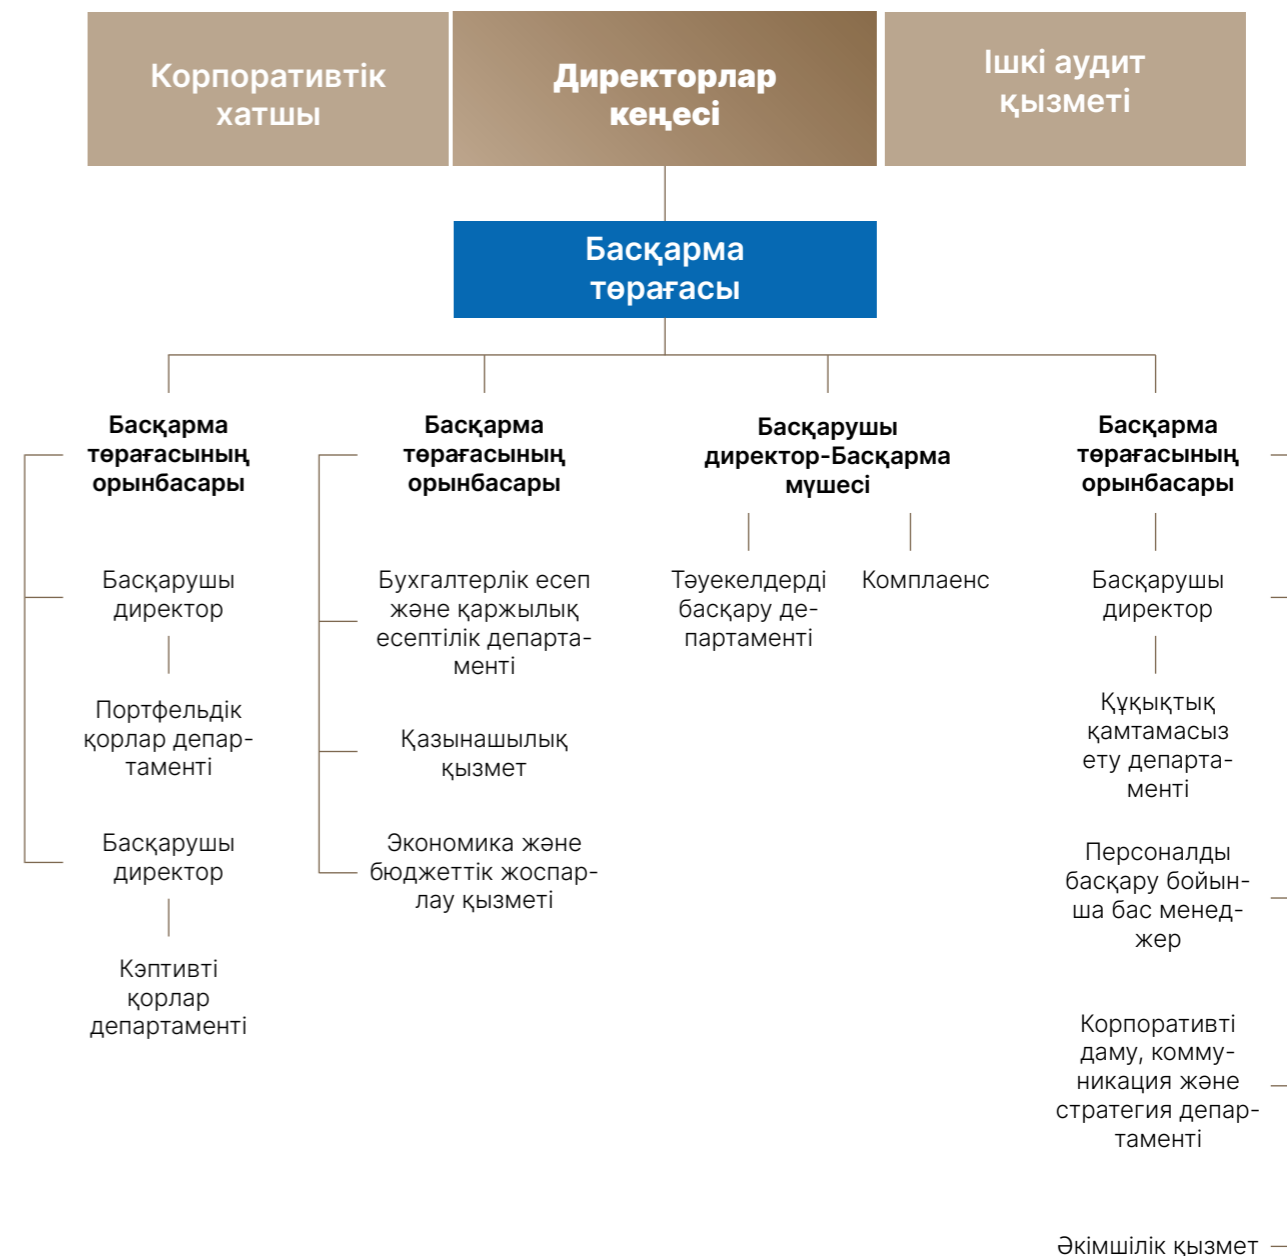 Корпоративтік
хатшы
Директорлар
кеңесі
Ішкі аудит
қызметі
Басқарма
төрағасы
Басқарма
төрағасының
орынбасары
Басқарушы
директор
Портфельдік
қорлар депар-
таменті
Басқарушы
директор
Кэптивті
қорлар
департаменті
Басқарма
төрағасының
орынбасары
Бухгалтерлік есеп
және қаржылық
есептілік департа-
менті
Қазынашылық
қызмет
Экономика және
бюджеттік жоспар-
лау қызметі
Басқарушы
директор-Басқарма
мүшесі
Тәуекелдерді
басқару де-
партаменті
Комплаенс
Басқарма
төрағасының
орынбасары
Басқарушы
директор
Құқықтық
қамтамасыз
ету департа-
менті
Персоналды
басқару бойын-
ша бас менед-
жер
Корпоративті
даму, комму-
никация және
стратегия депар-
таменті
Әкімшілік қызмет